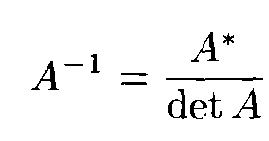 A^{-1} = \frac{A^*}{\det A}